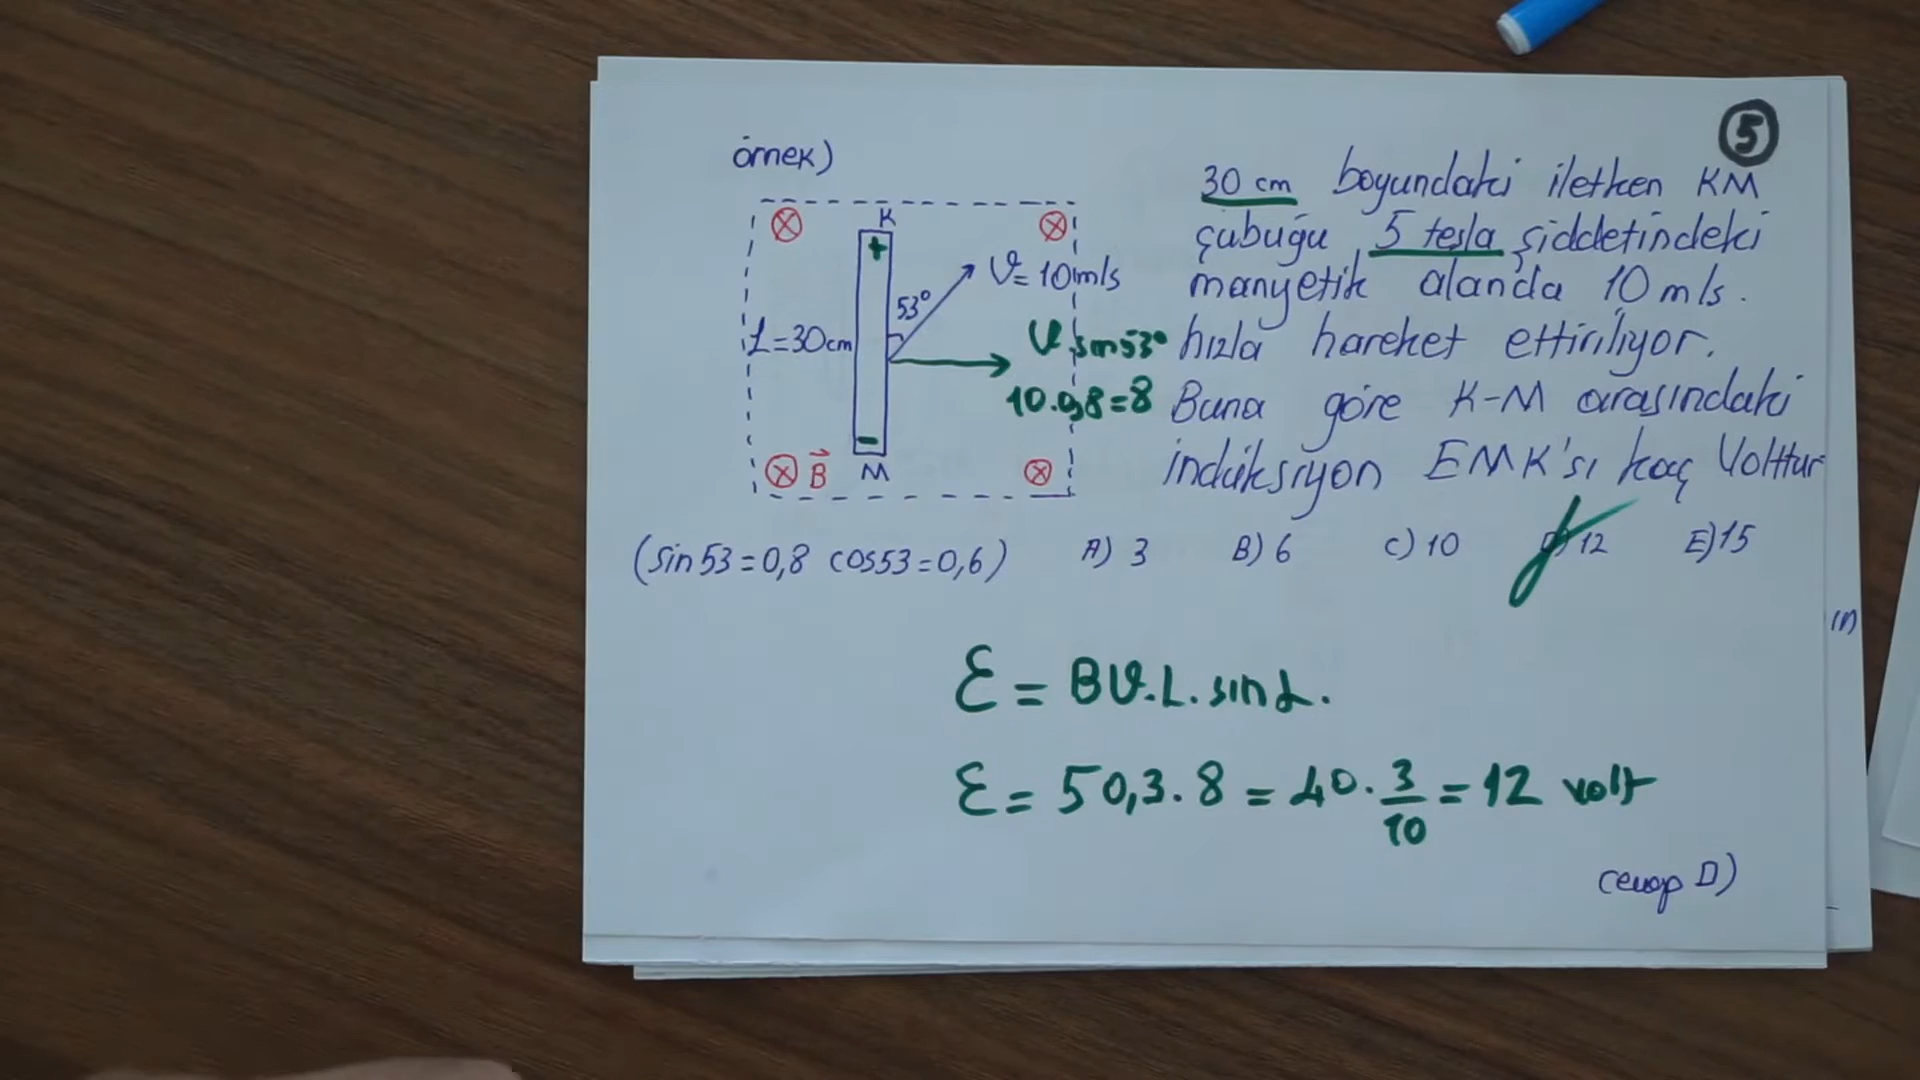 5
örnek)
30 cm boyundaki iletken KM
çubuğu 5 tesla şiddetindeki
manyetik alanda 10 m/s.
hızla hareket ettiriliyor.
Buna göre K-M arasındaki
indüksiyon EMK'sı kaç Volttur
K
+
V = 10 m/s
53°
L=30cm
V sin53°
10.0,8=8
-
B
M
(Sin 53 = 0,8 cos53=0,6)
A) 3 B) 6 C) 10 D) 12 E) 15
in
Ɛ = BV.L.sinα.
Ɛ = 5 0,3.8 = 40. 3/10 = 12 volt
(cevap D)